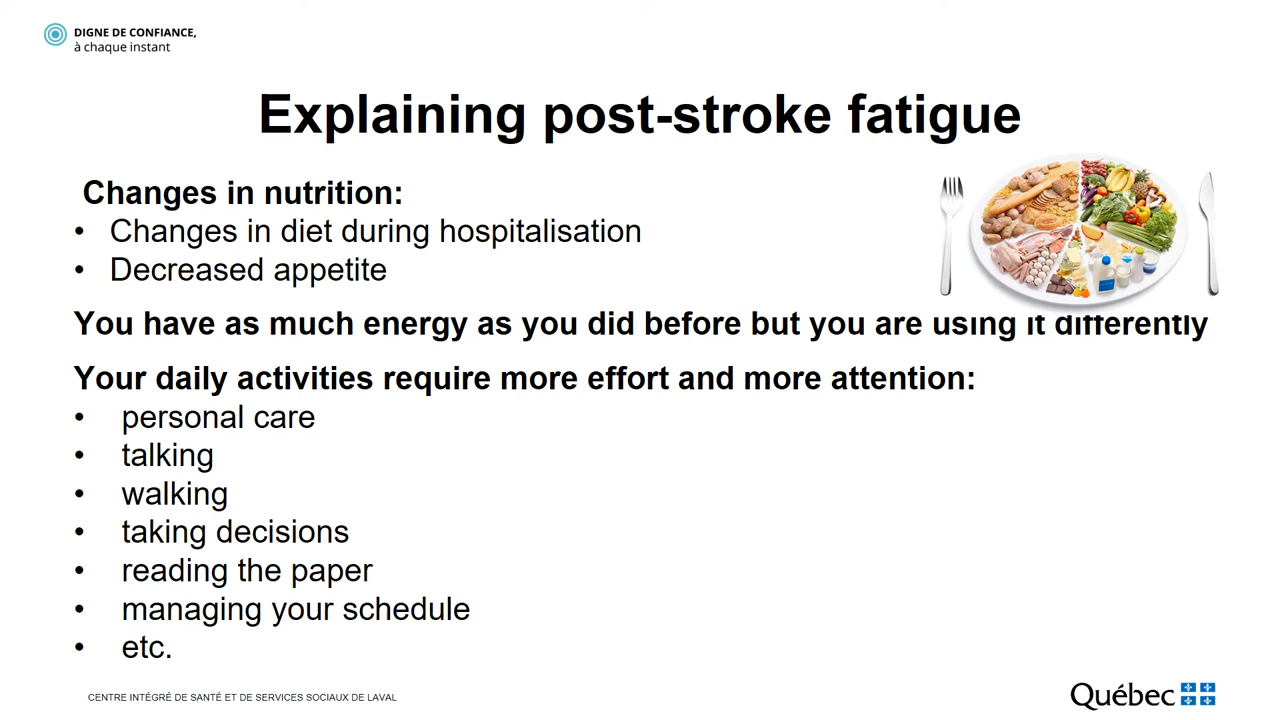 DIGNE DE CONFIANCE,
à chaque instant
Explaining post-stroke fatigue
Changes in nutrition:
• Changes in diet during hospitalisation
• Decreased appetite
You have as much energy as you did before but you are using it differently
Your daily activities require more effort and more attention:
• personal care
• talking
• walking
• taking decisions
• reading the paper
• managing your schedule
• etc.
CENTRE INTÉGRÉ DE SANTÉ ET DE SERVICES SOCIAUX DE LAVAL
Québec